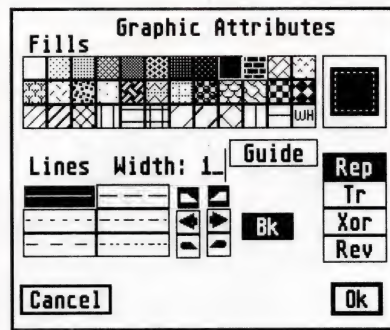 Graphic Attributes
Fills
WH
Lines Width: 1_
Guide
Rep
Tr
Xor
Rev
Bk
Cancel
Ok